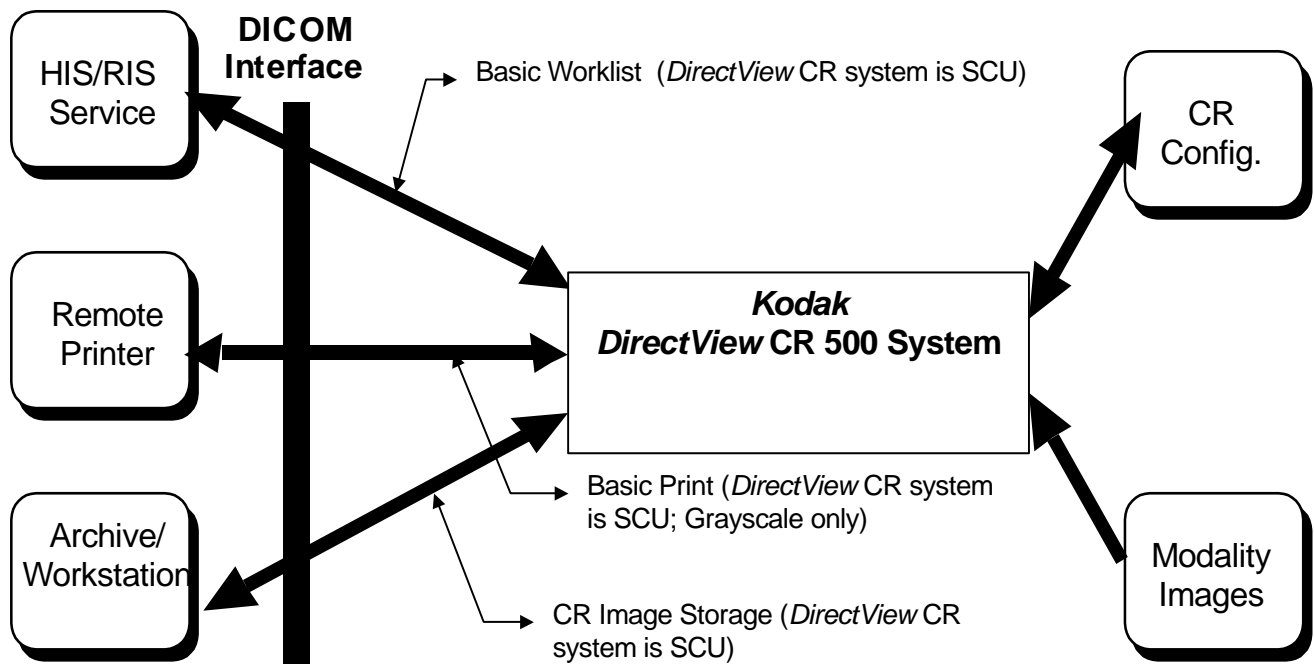 HIS/RIS
Service
DICOM
Interface
Basic Worklist (DirectView CR system is SCU)
CR
Config.
Remote
Printer
Kodak
DirectView CR 500 System
Basic Print (DirectView CR system
is SCU; Grayscale only)
Archive/
Workstation
Modality
Images
CR Image Storage (DirectView CR
system is SCU)